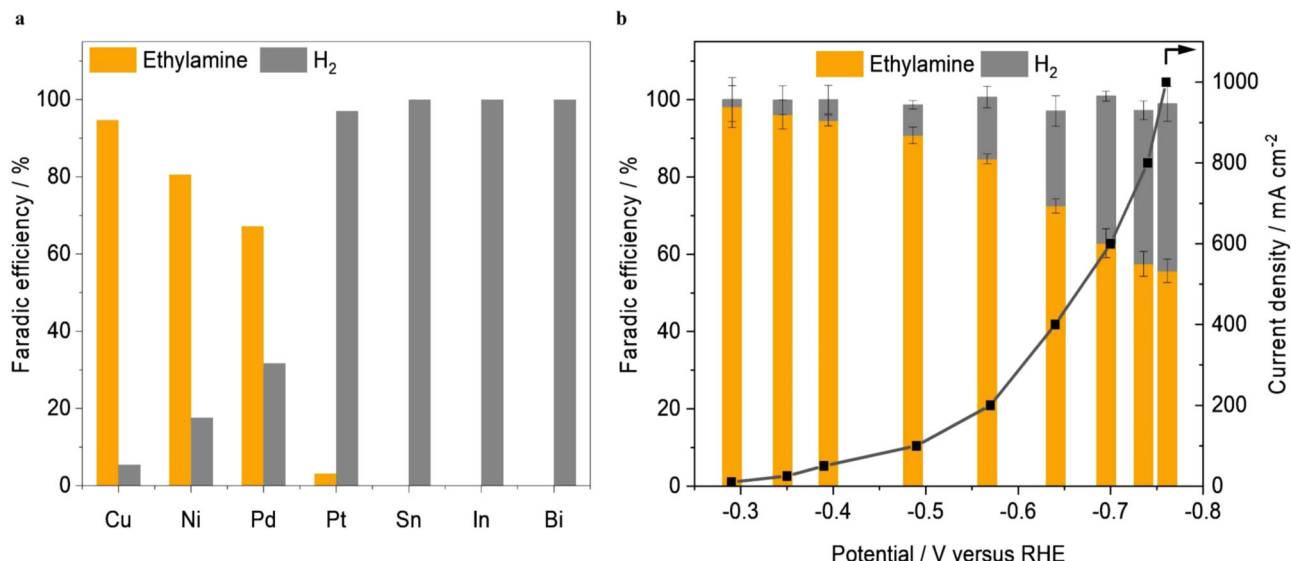 a
Ethylamine H₂
Faradic efficiency / %
100
80
60
40
20
0
Cu Ni Pd Pt Sn In Bi
b
Ethylamine H₂
Faradic efficiency / %
100
80
60
40
20
0
1000
800
600
400
200
0
Current density / mA cm⁻²
-0.3 -0.4 -0.5 -0.6 -0.7 -0.8
Potential / V versus RHE